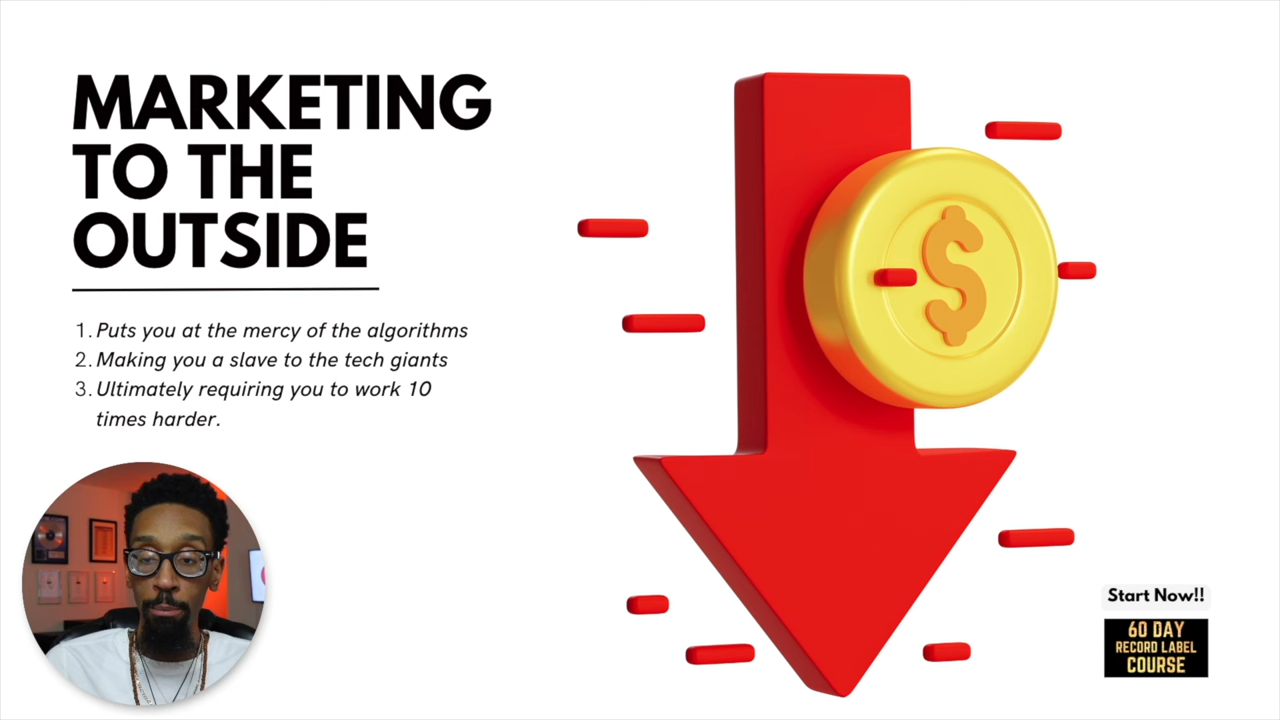 MARKETING
TO THE
OUTSIDE
1. Puts you at the mercy of the algorithms
2. Making you a slave to the tech giants
3. Ultimately requiring you to work 10
times harder.
$
Start Now!!
60 DAY
RECORD LABEL
COURSE